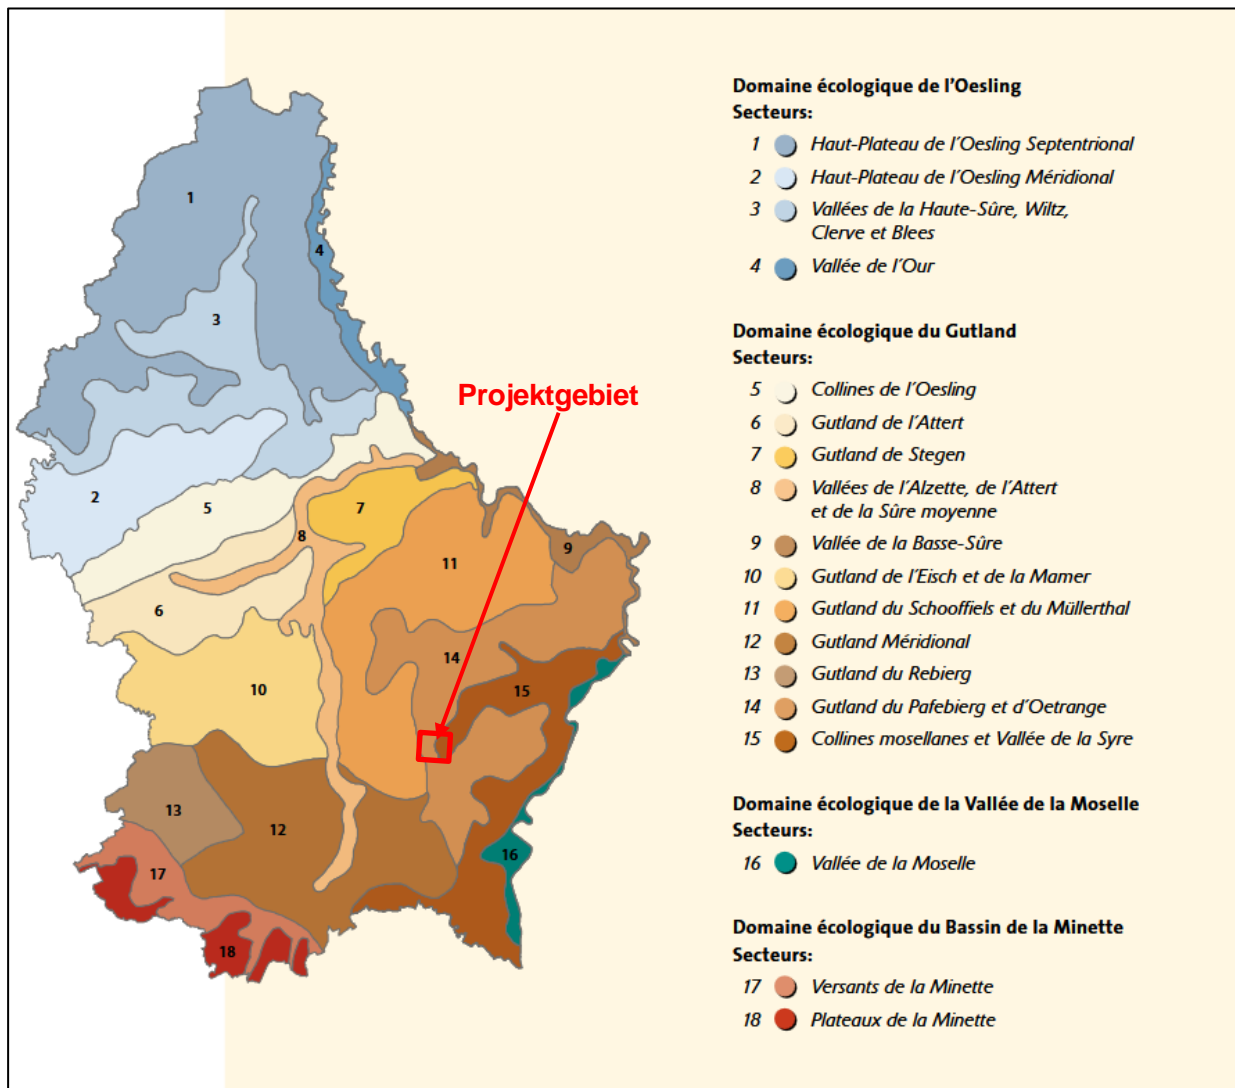 Domaine écologique de l'Oesling
Secteurs:
1 Haut-Plateau de l'Oesling Septentrional
2 Haut-Plateau de l'Oesling Méridional
3 Vallées de la Haute-Sûre, Wiltz,
Clerve et Blees
4 Vallée de l'Our
Domaine écologique du Gutland
Secteurs:
5 Collines de l'Oesling
6 Gutland de l'Attert
7 Gutland de Stegen
8 Vallées de l'Alzette, de l'Attert
et de la Sûre moyenne
9 Vallée de la Basse-Sûre
10 Gutland de l'Eisch et de la Mamer
11 Gutland du Schooffiels et du Müllerthal
12 Gutland Méridional
13 Gutland du Rebierg
14 Gutland du Pafebierg et d'Oetrange
15 Collines mosellanes et Vallée de la Syre
Domaine écologique de la Vallée de la Moselle
Secteurs:
16 Vallée de la Moselle
Domaine écologique du Bassin de la Minette
Secteurs:
17 Versants de la Minette
18 Plateaux de la Minette
Projektgebiet
1
4
3
2
5
7
8
9
11
6
14
10
15
13
12
16
17
18